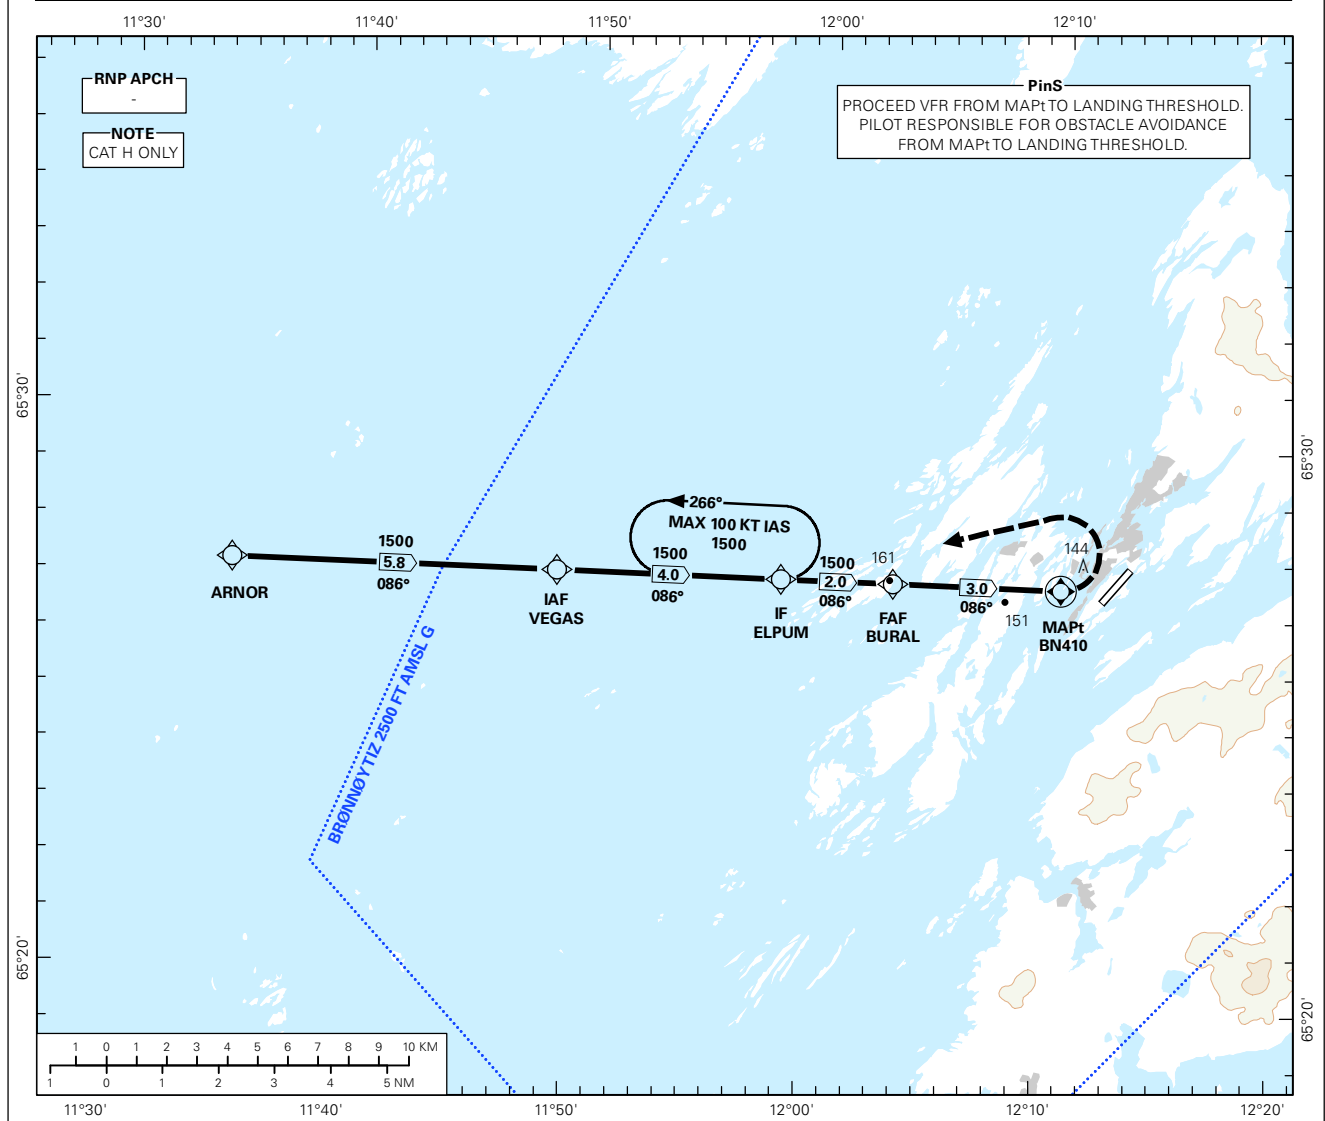 11°30' 11°40' 11°50' 12°00' 12°10'
RNP APCH
-
NOTE
CAT H ONLY
PinS
PROCEED VFR FROM MAPt TO LANDING THRESHOLD.
PILOT RESPONSIBLE FOR OBSTACLE AVOIDANCE
FROM MAPt TO LANDING THRESHOLD.
65°30'
65°30'
266°
MAX 100 KT IAS
1500
1500
5.8
086°
ARNOR
IAF
VEGAS
1500
4.0
086°
IF
ELPUM
1500
2.0
086°
161
FAF
BURAL
3.0
086°
151
144
MAPt
BN410
BRØNNØY TIZ 2500 FT AMSL G
65°20'
65°20'
1 0 1 2 3 4 5 6 7 8 9 10 KM
1 0 1 2 3 4 5 NM
11°30' 11°40' 11°50' 12°00' 12°10' 12°20'